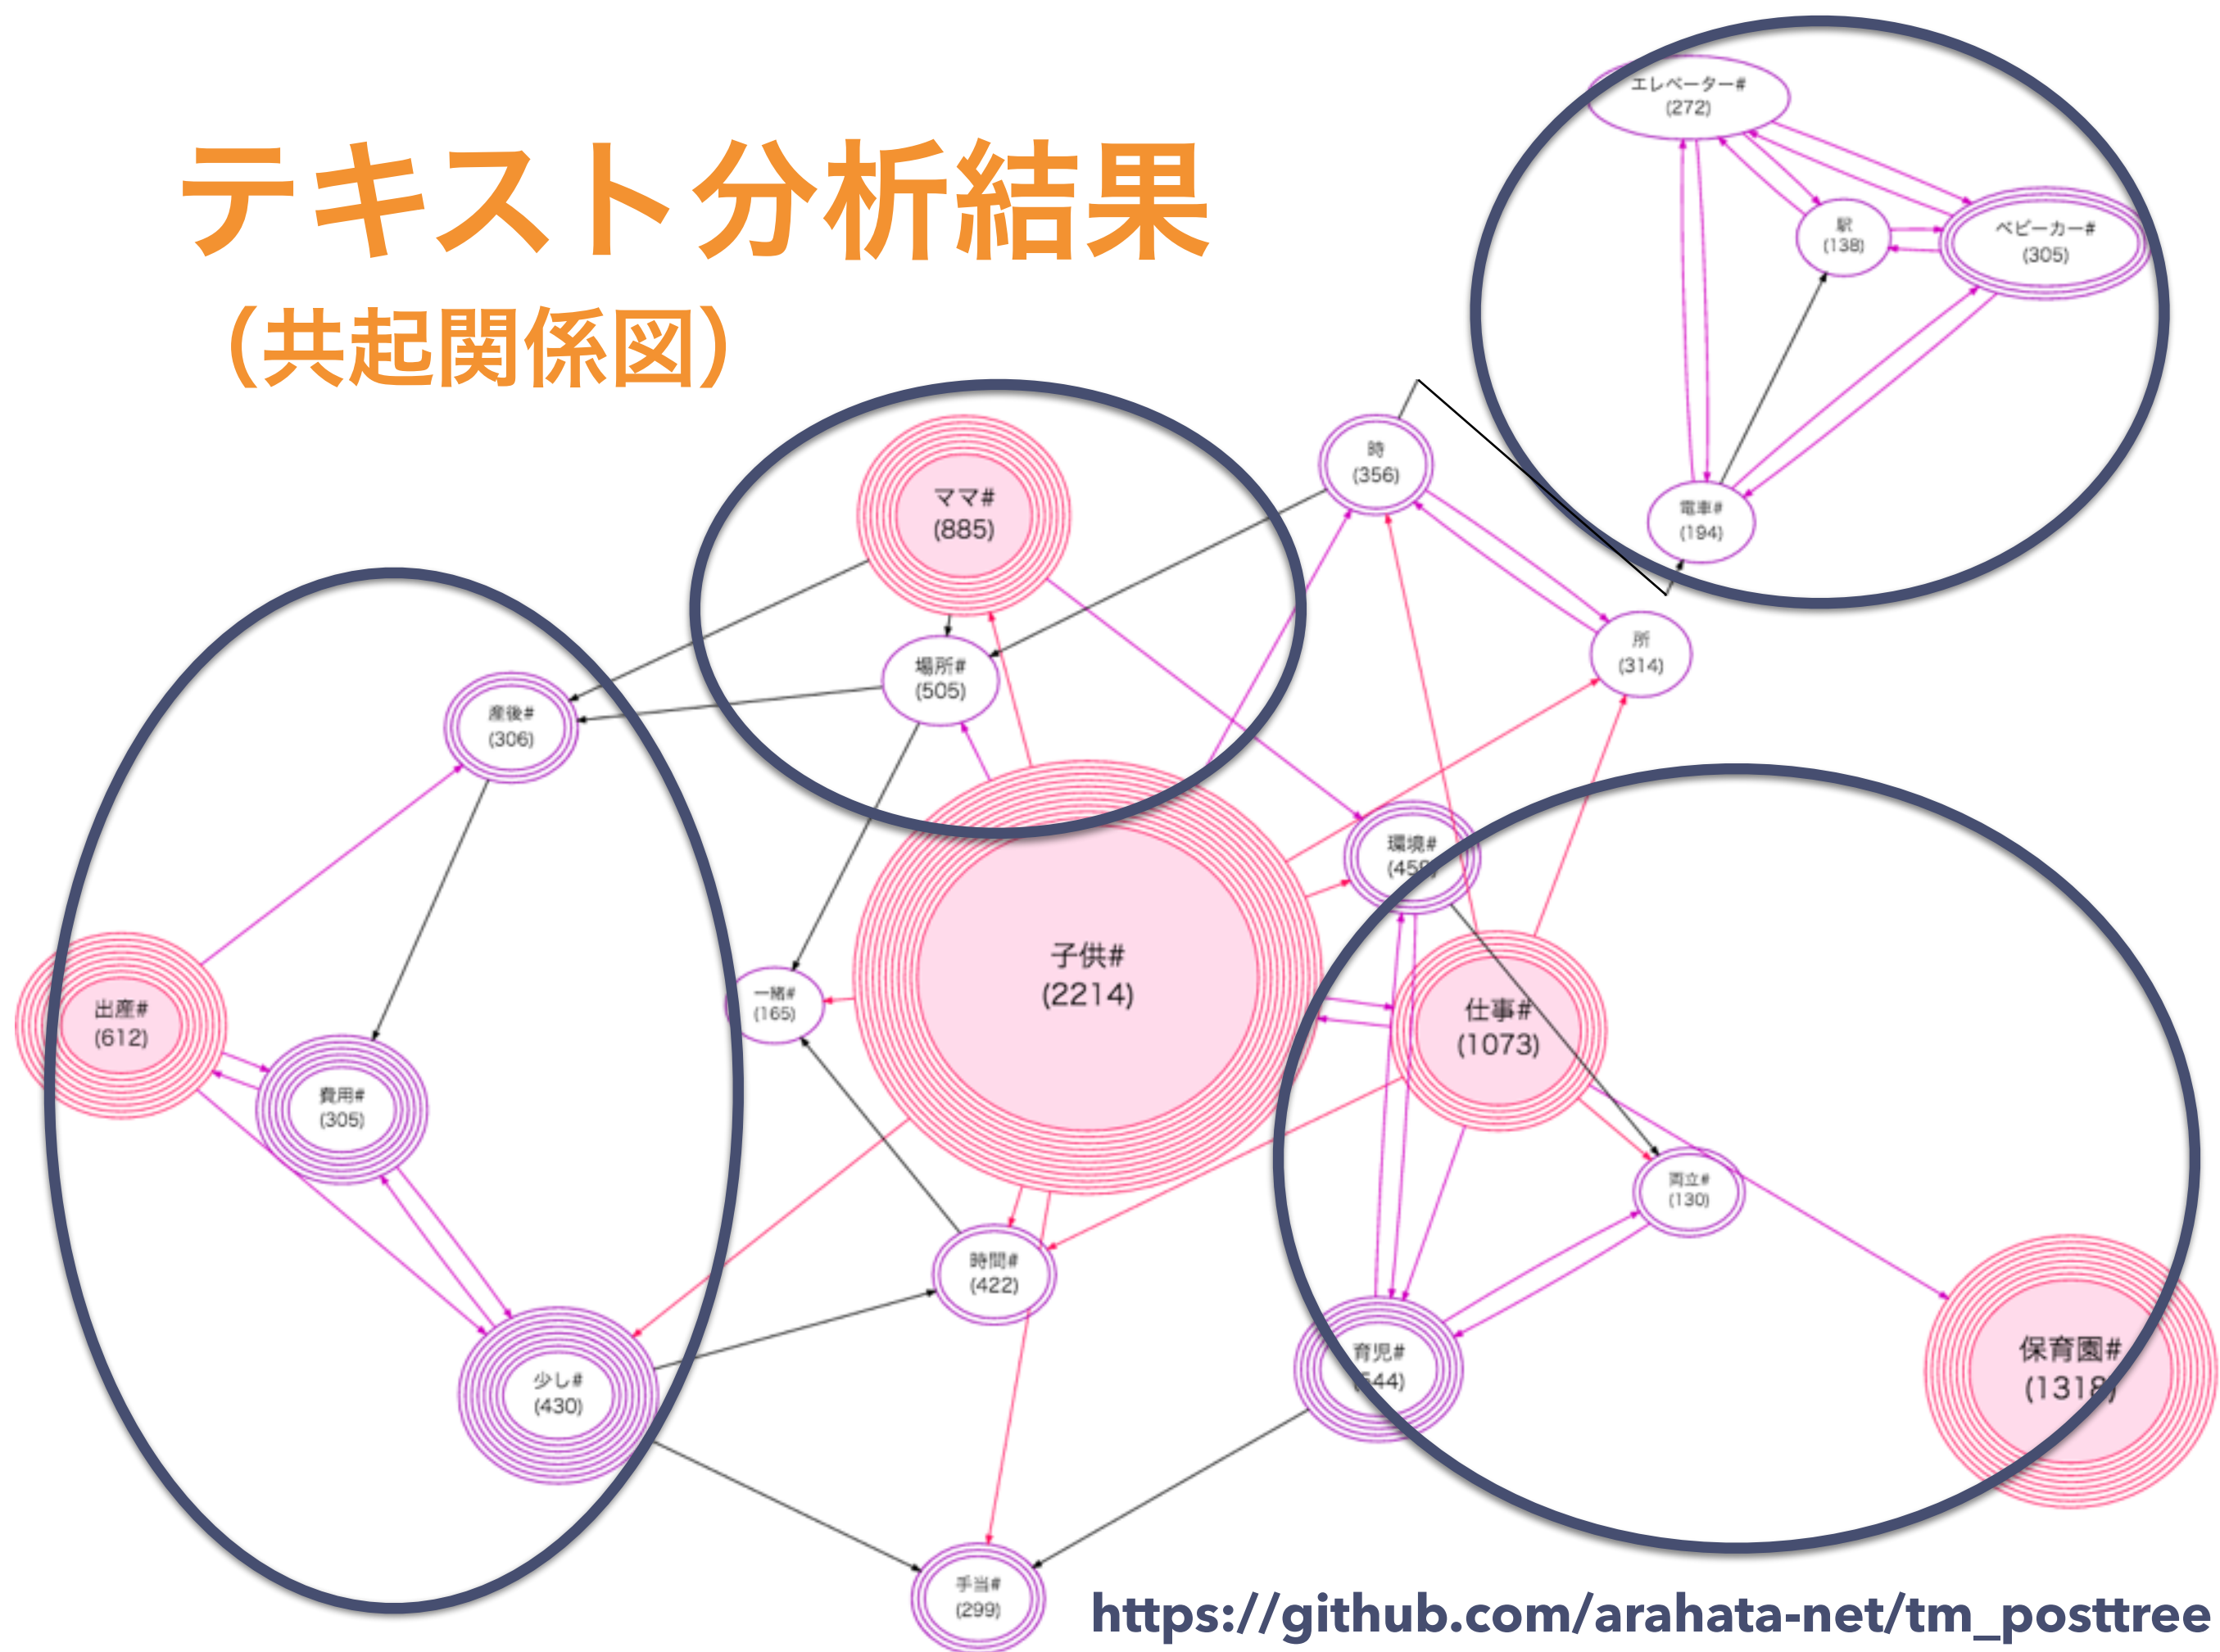 テキスト分析結果
（共起関係図）
エレベーター#
(272)
駅
(138)
ベビーカー#
(305)
電車#
(194)
時
(356)
所
(314)
ママ#
(885)
場所#
(505)
産後#
(306)
環境#
子供#
(2214)
一緒#
(165)
仕事#
(1073)
出産#
(612)
費用#
(305)
両立#
(130)
時間#
(422)
少し#
(430)
育児#
保育園#
(1318)
手当#
(299)
https://github.com/arahata-net/tm_posttree